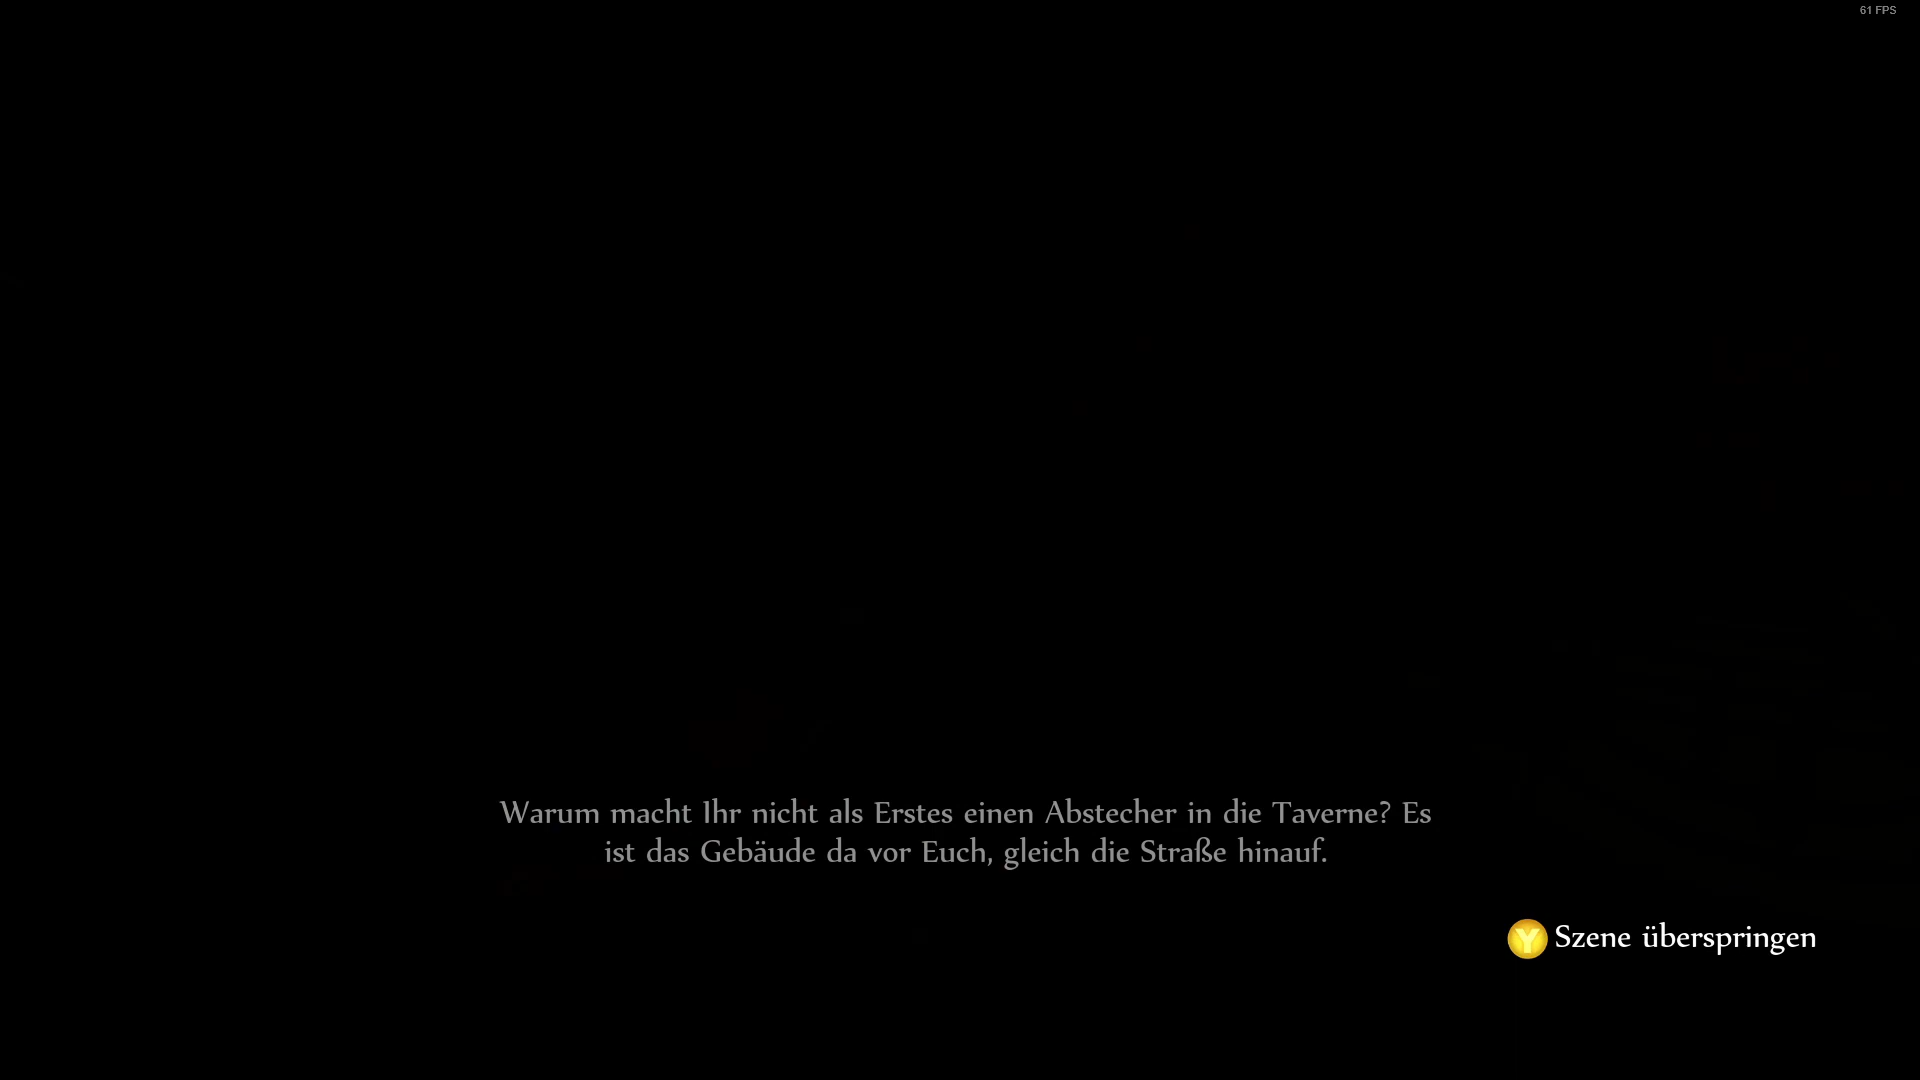 61 FPS
Warum macht Ihr nicht als Erstes einen Abstecher in die Taverne? Es
ist das Gebäude da vor Euch, gleich die Straße hinauf.
Y Szene überspringen